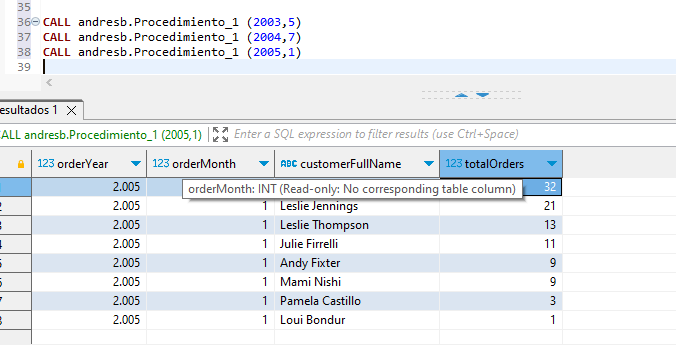 35
36 CALL andresb.Procedimiento_1 (2003,5)
37 CALL andresb.Procedimiento_1 (2004,7)
38 CALL andresb.Procedimiento_1 (2005,1)
39
esultados 1
CALL andresb.Procedimiento_1 (2005,1) Enter a SQL expression to filter results (use Ctrl+Space)
123 orderYear 123 orderMonth ABC customerFullName 123 totalOrders
2.005 32
orderMonth: INT (Read-only: No corresponding table column)
2.005 1 Leslie Jennings 21
2.005 1 Leslie Thompson 13
2.005 1 Julie Firrelli 11
2.005 1 Andy Fixter 9
2.005 1 Mami Nishi 9
2.005 1 Pamela Castillo 3
2.005 1 Loui Bondur 1